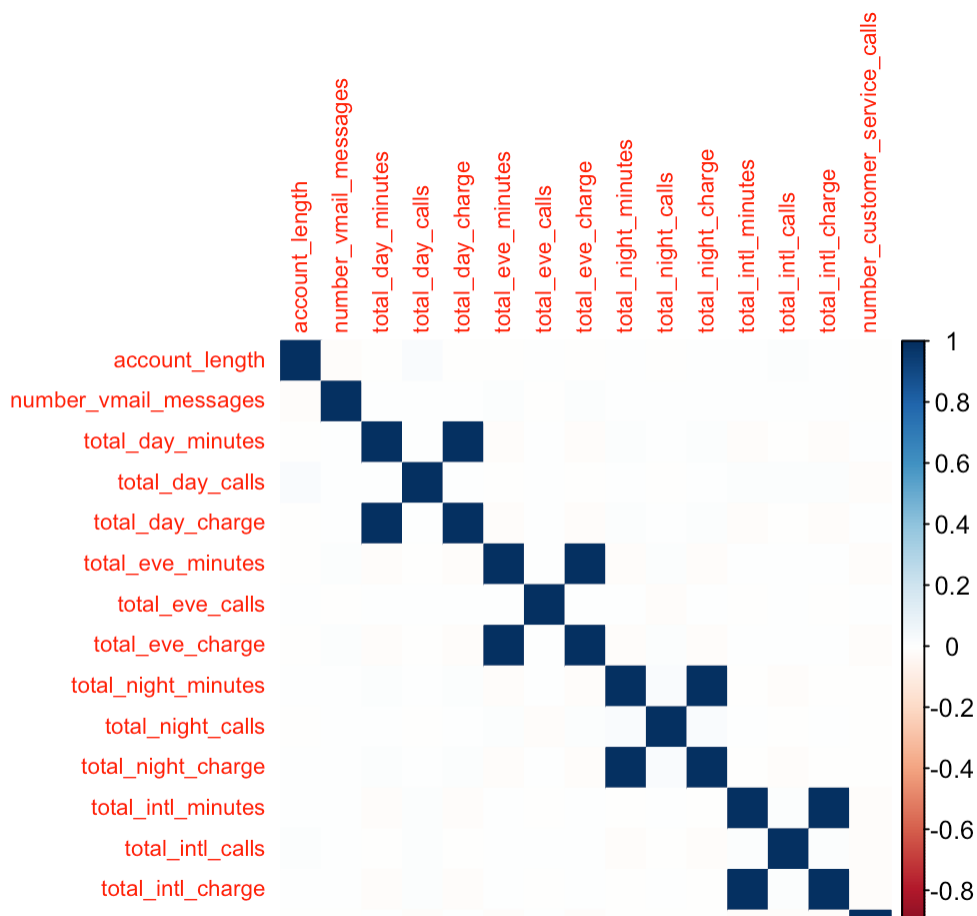 account_length
number_vmail_messages
total_day_minutes
total_day_calls
total_day_charge
total_eve_minutes
total_eve_calls
total_eve_charge
total_night_minutes
total_night_calls
total_night_charge
total_intl_minutes
total_intl_calls
total_intl_charge
number_customer_service_calls
account_length
number_vmail_messages
total_day_minutes
total_day_calls
total_day_charge
total_eve_minutes
total_eve_calls
total_eve_charge
total_night_minutes
total_night_calls
total_night_charge
total_intl_minutes
total_intl_calls
total_intl_charge
1
0.8
0.6
0.4
0.2
0
-0.2
-0.4
-0.6
-0.8